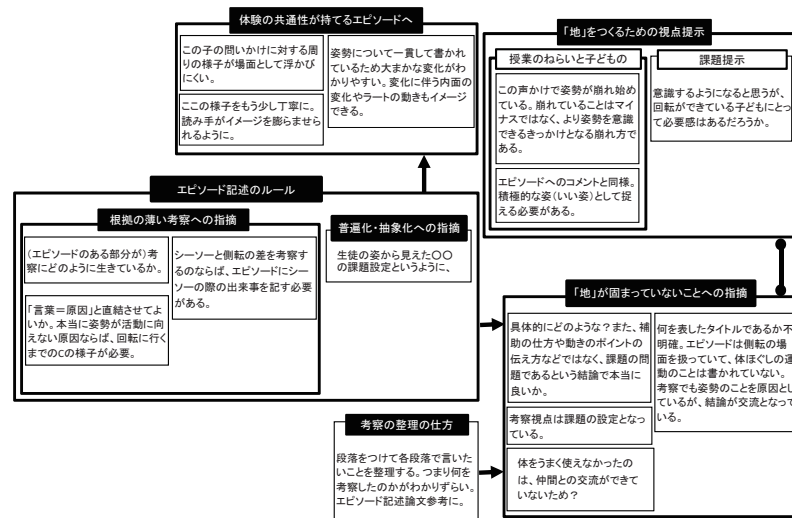 体験の共通性が持てるエピソードへ
この子の問いかけに対する周
りの様子が場面として浮かび
にくい。
ここの様子をもう少し丁寧に。
読み手がイメージを膨らませら
れるように。
姿勢について一貫して書かれ
ているため大まかな変化がわ
かりやすい。変化に伴う内面の
変化やラートの動きもイメージ
できる。
「地」をつくるための視点提示
授業のねらいと子どもの
この声かけで姿勢が崩れ始め
ている。崩れていることはマイ
ナスではなく、より姿勢を意識
できるきっかけとなる崩れ方で
ある。
エピソードへのコメントと同様。
積極的な姿(いい姿)として捉
える必要がある。
課題提示
意識するようになると思うが、
回転ができている子どもにとっ
て必要感はあるだろうか。
エピソード記述のルール
根拠の薄い考察への指摘
(エピソードのある部分が)考
察にどのように生きているか。
「言葉=原因」と直結させてよ
いか。本当に姿勢が活動に向
えない原因ならば、回転に行く
までのCの様子が必要。
シーソーと側転の差を考察す
るのならば、エピソードにシー
ソーの際の出来事を記す必要
がある。
普遍化・抽象化への指摘
生徒の姿から見えた〇〇
の課題設定というように、
「地」が固まっていないことへの指摘
具体的にどのような?また、補
助の仕方や動きのポイントの
伝え方などではなく、課題の問
題であるという結論で本当に
良いか。
考察視点は課題の設定となっ
ている。
体をうまく使えなかったの
は、仲間との交流ができて
いないため?
何を表したタイトルであるか不
明確。エピソードは側転の場
面を扱っていて、体ほぐしの運
動のことは書かれていない。
考察でも姿勢のことを原因とし
ているが、結論が交流となって
いる。
考察の整理の仕方
段落をつけて各段落で言いた
いことを整理する。つまり何を
考察したのかがわかりずらい。
エピソード記述論文参考に。